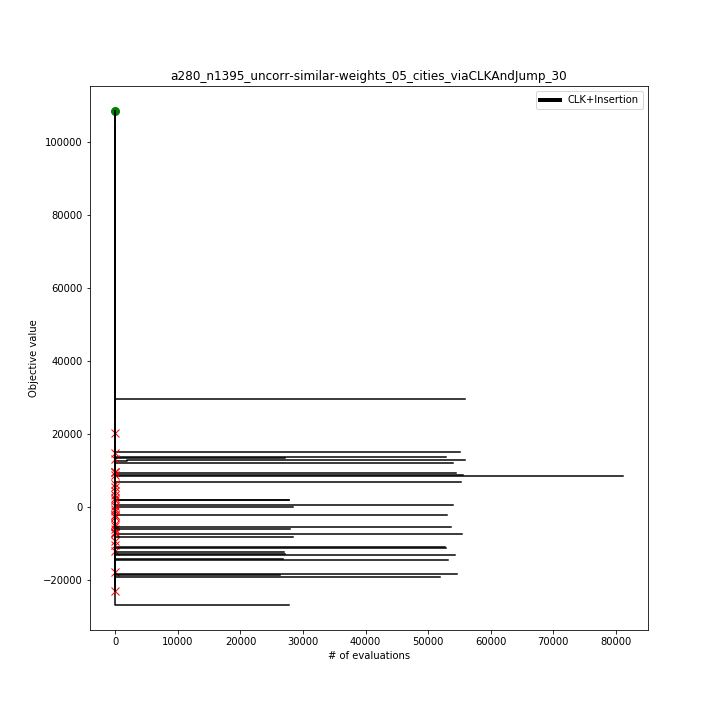 a280_n1395_uncorr-similar-weights_05_cities_viaCLKAndJump_30
CLK+Insertion
100000
80000
60000
40000
20000
0
−20000
Objective value
0 10000 20000 30000 40000 50000 60000 70000 80000
# of evaluations